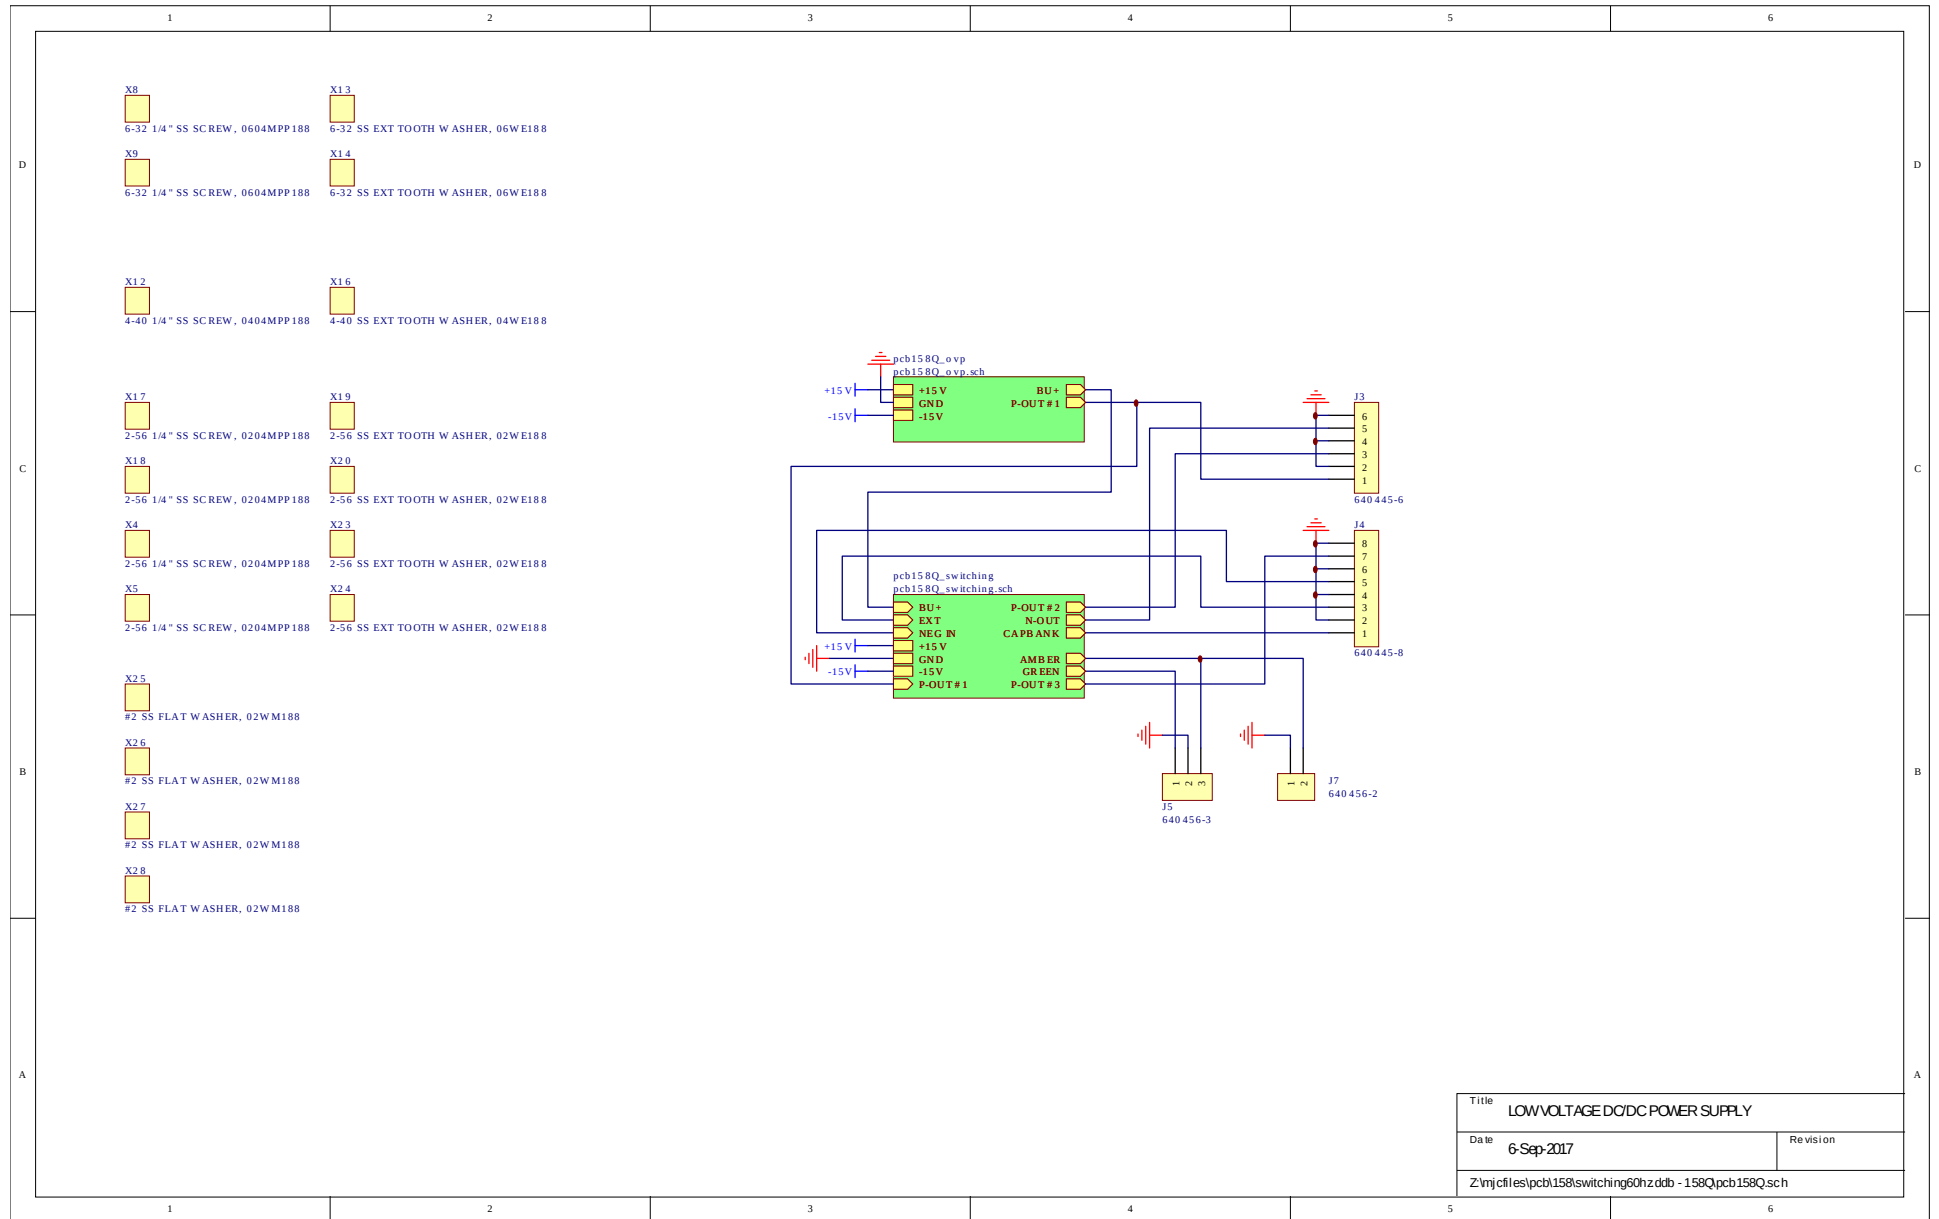 1 2 3 4 5 6
D D
C C
B B
A A
X8
6-32 1/4" SS SCREW, 0604MPP188
X13
6-32 SS EXT TOOTH WASHER, 06WE188
X9
6-32 1/4" SS SCREW, 0604MPP188
X14
6-32 SS EXT TOOTH WASHER, 06WE188
X12
4-40 1/4" SS SCREW, 0404MPP188
X16
4-40 SS EXT TOOTH WASHER, 04WE188
X17
2-56 1/4" SS SCREW, 0204MPP188
X19
2-56 SS EXT TOOTH WASHER, 02WE188
X18
2-56 1/4" SS SCREW, 0204MPP188
X20
2-56 SS EXT TOOTH WASHER, 02WE188
X4
2-56 1/4" SS SCREW, 0204MPP188
X23
2-56 SS EXT TOOTH WASHER, 02WE188
X5
2-56 1/4" SS SCREW, 0204MPP188
X24
2-56 SS EXT TOOTH WASHER, 02WE188
X25
#2 SS FLAT WASHER, 02WM188
X26
#2 SS FLAT WASHER, 02WM188
X27
#2 SS FLAT WASHER, 02WM188
X28
#2 SS FLAT WASHER, 02WM188
pcb158Q_ovp
pcb158Q_ovp.sch
+15V +15V BU+
GND P-OUT#1
-15V -15V
J3
6
5
4
3
2
1
640445-6
J4
8
7
6
5
4
3
2
1
640445-8
pcb158Q_switching
pcb158Q_switching.sch
BU+ P-OUT#2
EXT N-OUT
NEG IN CAPBANK
+15V +15V
GND AMBER
-15V -15V GREEN
P-OUT#1 P-OUT#3
1 2 3
J5
640456-3
1 2
J7
640456-2
Title LOW VOLTAGE DC/DC POWER SUPPLY
Date 6-Sep-2017 Revision
Z:\mjcfiles\pcb\158\switching60hzddb - 158Q\pcb158Q.sch
1 2 3 4 5 6